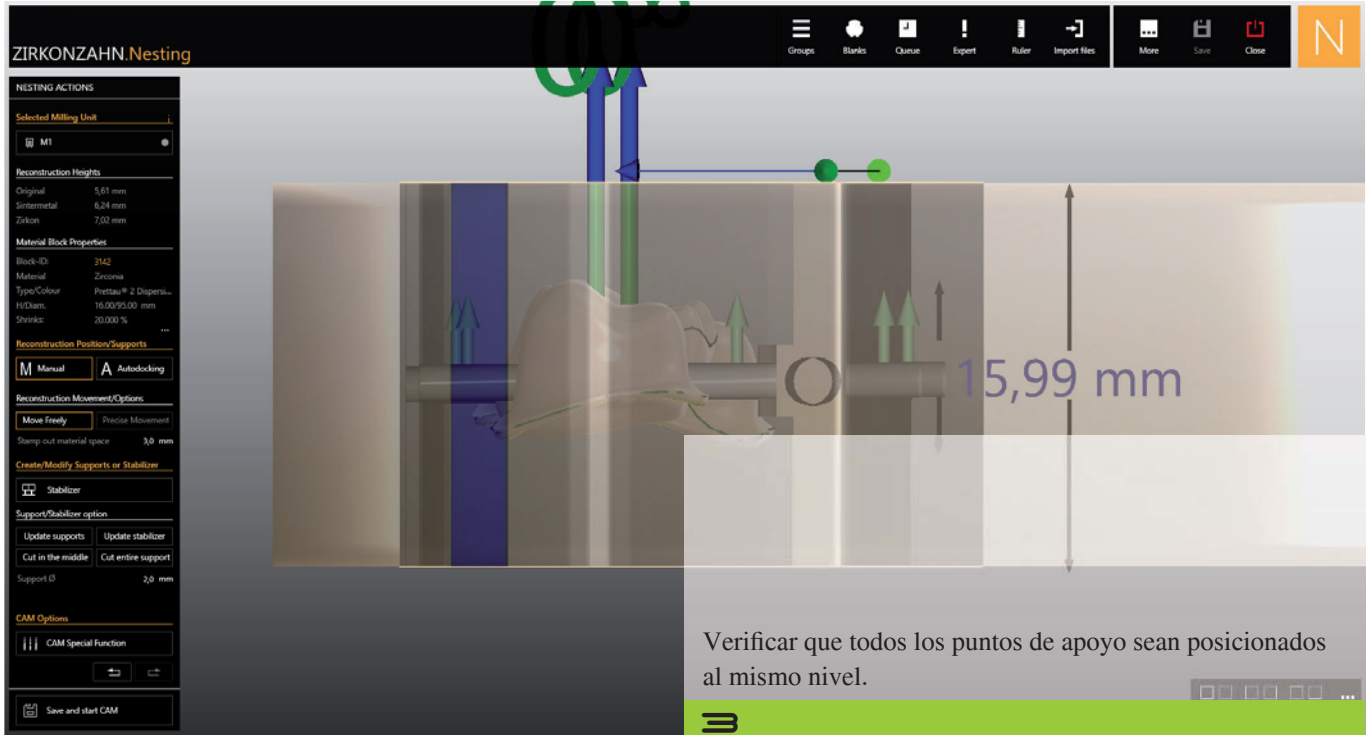 ZIRKONZAHN.Nesting
Groups
Blanks
Queue
Expert
Ruler
Import files
More
Save
Close
N
NESTING ACTIONS
Selected Milling Unit
M1
Reconstruction Heights
Original 5,61 mm
Sintermetal 6,24 mm
Zirkon 7,02 mm
Material Block Properties
Block-ID: 3142
Material: Zirconia
Type/Colour Prettau® 2 Dispersi...
H/Diam. 16.00/95.00 mm
Shrinks: 20.000 %
...
Reconstruction Position/Supports
M Manual
A Autodocking
Reconstruction Movement/Options
Move Freely
Precise Movement
Stamp out material space 3,0 mm
Create/Modify Supports or Stabilizer
Stabilizer
Support/Stabilizer option
Update supports
Update stabilizer
Cut in the middle
Cut entire support
Support Ø 2,0 mm
CAM Options
CAM Special Function
Save and start CAM
15,99 mm
Verificar que todos los puntos de apoyo sean posicionados
al mismo nivel.
3